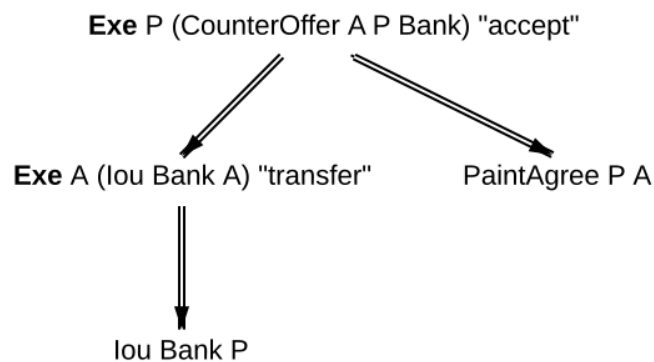 Exe P (CounterOffer A P Bank) "accept"
Exe A (Iou Bank A) "transfer"
PaintAgree P A
Iou Bank P